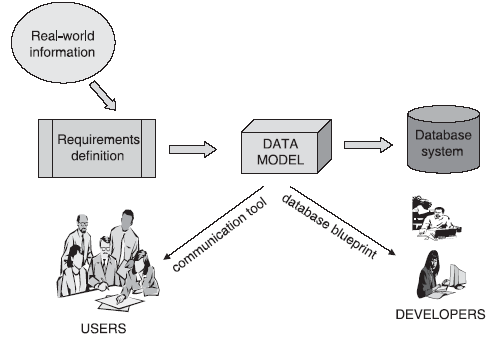 Real-world
information
Requirements
definition
DATA
MODEL
Database
system
communication tool
database blueprint
USERS
DEVELOPERS